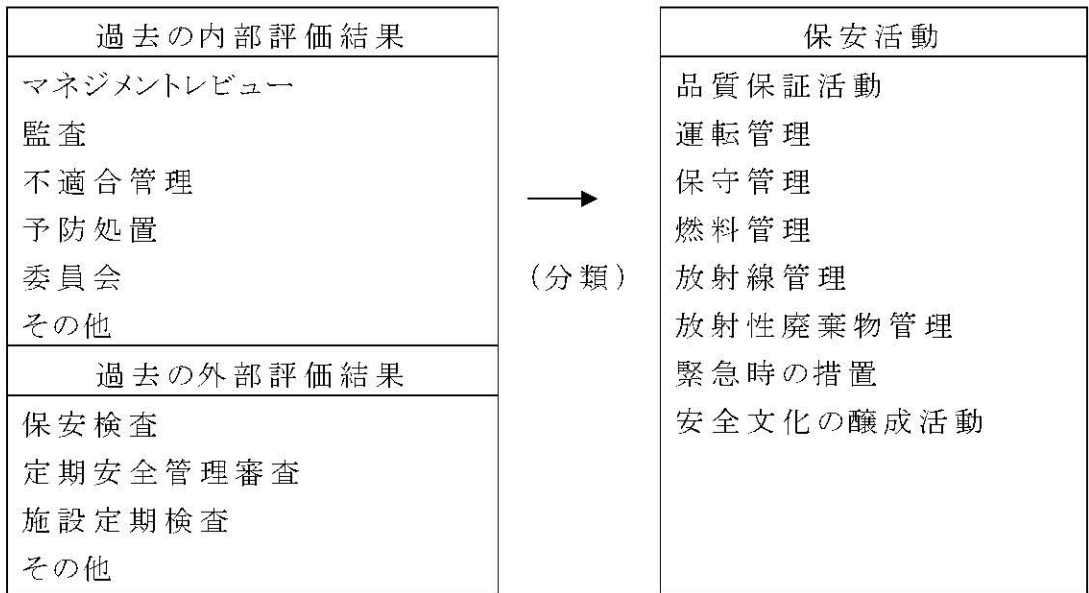 過去の内部評価結果
マネジメントレビュー
監査
不適合管理
予防処置
委員会
その他
過去の外部評価結果
保安検査
定期安全管理審査
施設定期検査
その他
(分類)
保安活動
品質保証活動
運転管理
保守管理
燃料管理
放射線管理
放射性廃棄物管理
緊急時の措置
安全文化の醸成活動